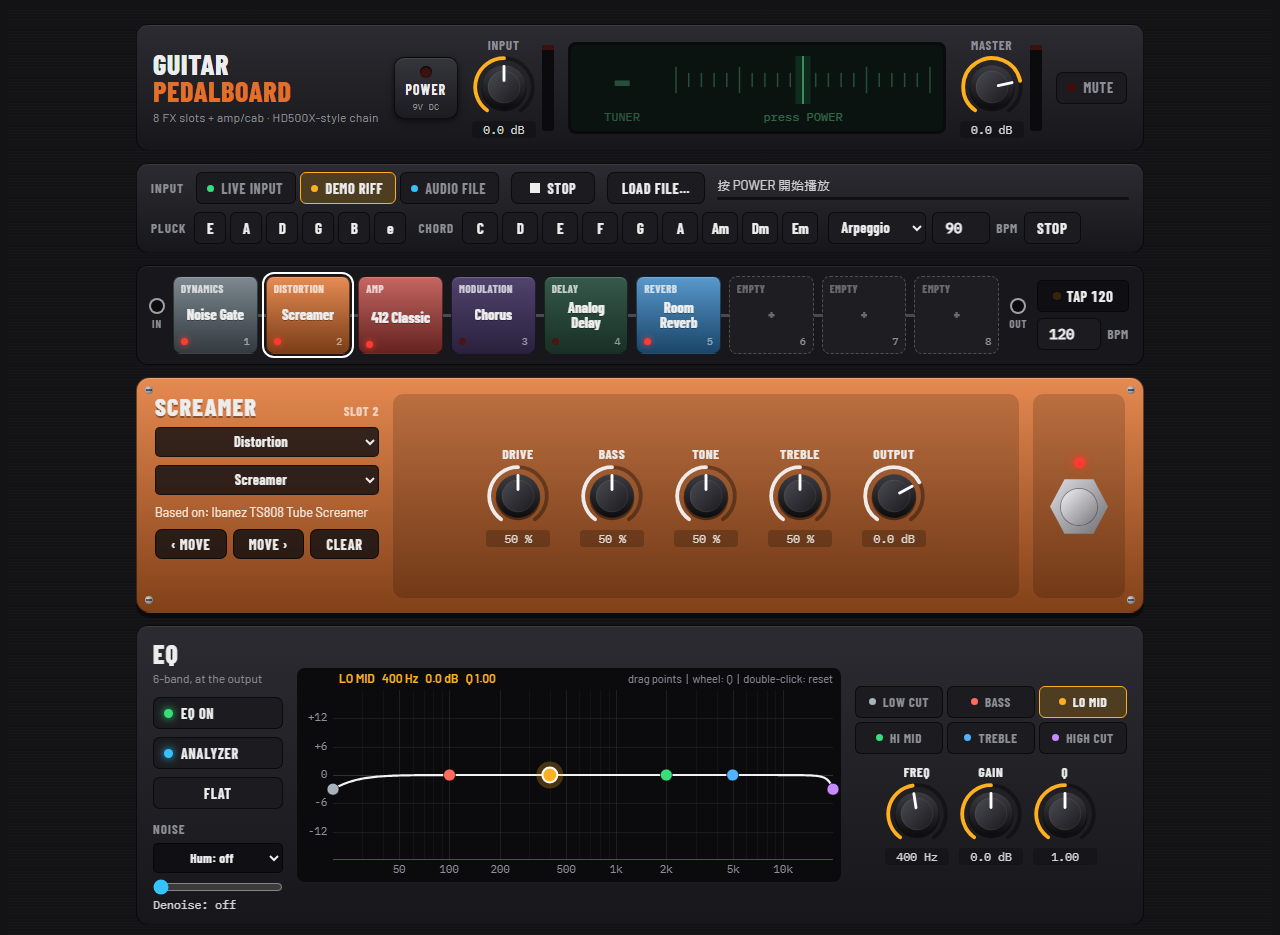 GUITAR
PEDALBOARD
8 FX slots + amp/cab · HD500X-style chain
POWER
9V DC
INPUT
0.0 dB
–
TUNER
press POWER
MASTER
0.0 dB
MUTE
INPUT
LIVE INPUT
DEMO RIFF
AUDIO FILE
STOP
LOAD FILE...
按 POWER 開始播放
PLUCK
E A D G B e
CHORD
C D E F G A Am Dm Em
Arpeggio
90
BPM
STOP
IN
DYNAMICS
Noise Gate
1
DISTORTION
Screamer
2
AMP
412 Classic
MODULATION
Chorus
3
DELAY
Analog
Delay
4
REVERB
Room
Reverb
5
EMPTY
+
6
EMPTY
+
7
EMPTY
+
8
OUT
TAP 120
120
BPM
SCREAMER
SLOT 2
Distortion
Screamer
Based on: Ibanez TS808 Tube Screamer
‹ MOVE
MOVE ›
CLEAR
DRIVE
50 %
BASS
50 %
TONE
50 %
TREBLE
50 %
OUTPUT
0.0 dB
EQ
6-band, at the output
EQ ON
ANALYZER
FLAT
NOISE
Hum: off
Denoise: off
LO MID 400 Hz 0.0 dB Q 1.00
drag points | wheel: Q | double-click: reset
+12
+6
0
-6
-12
50 100 200 500 1k 2k 5k 10k
LOW CUT
BASS
LO MID
HI MID
TREBLE
HIGH CUT
FREQ
400 Hz
GAIN
0.0 dB
Q
1.00